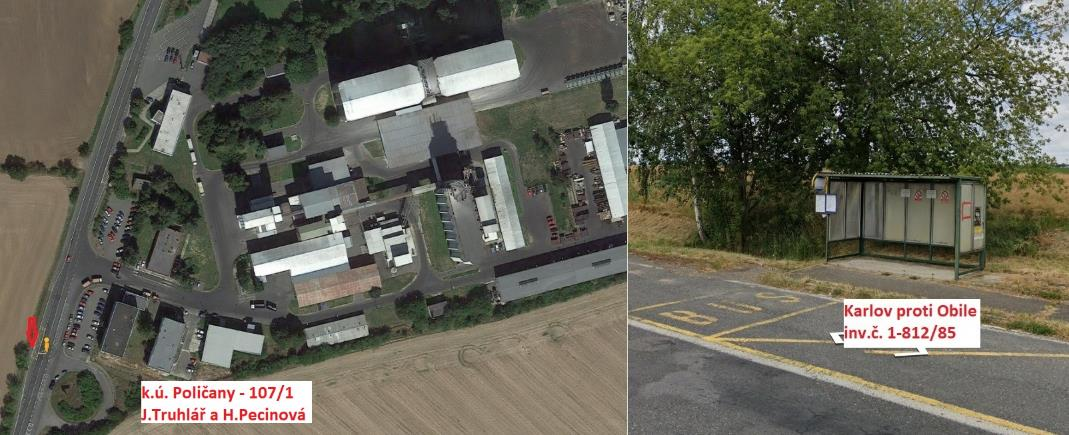 k.ú. Poličany - 107/1
J.Truhlář a H.Pecinová
Karlov proti Obile
inv.č. 1-812/85
BUS